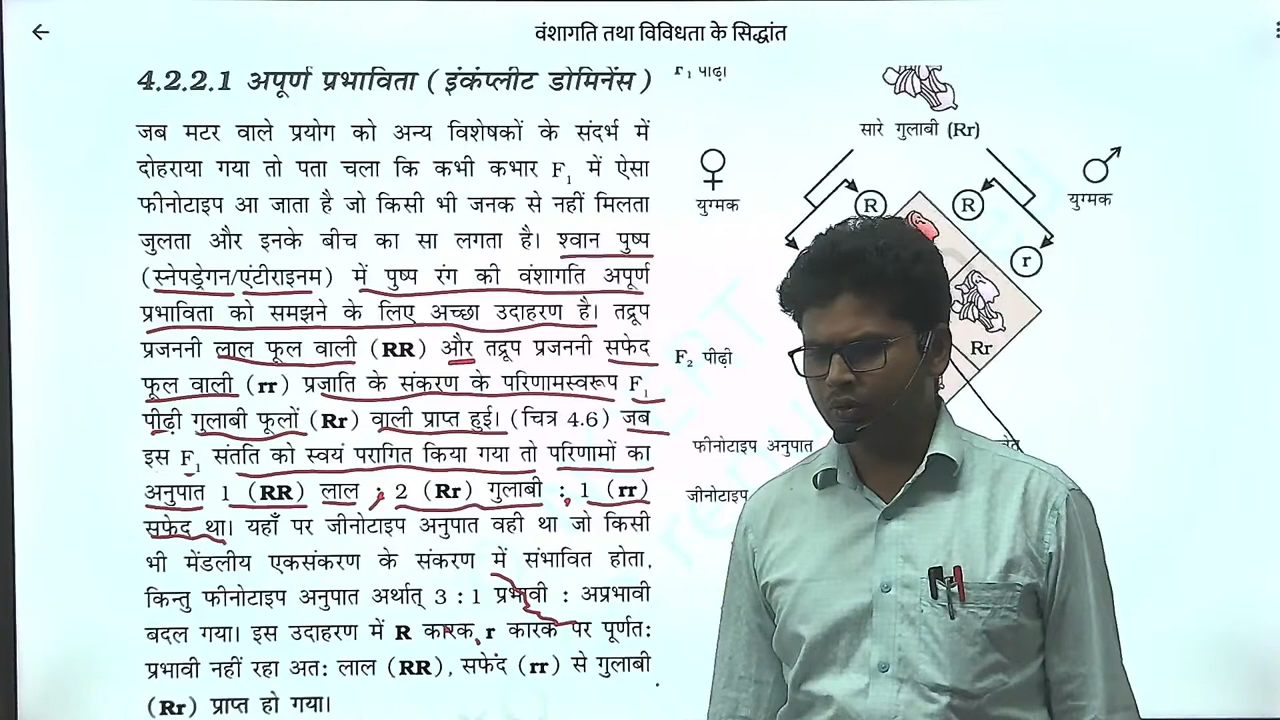 वंशागति तथा विविधता के सिद्धांत
4.2.2.1 अपूर्ण प्रभाविता (इंकंप्लीट डोमिनेंस)
जब मटर वाले प्रयोग को अन्य विशेषकों के संदर्भ में
दोहराया गया तो पता चला कि कभी कभार F₁ में ऐसा
फीनोटाइप आ जाता है जो किसी भी जनक से नहीं मिलता
जुलता और इनके बीच का सा लगता है। श्वान पुष्प
(स्नेपड्रेगन/एंटीराइनम) में पुष्प रंग की वंशागति अपूर्ण
प्रभाविता को समझने के लिए अच्छा उदाहरण है। तद्रूप
प्रजननी लाल फूल वाली (RR) और तद्रूप प्रजननी सफेद
फूल वाली (rr) प्रजाति के संकरण के परिणामस्वरूप F₁
पीढ़ी गुलाबी फूलों (Rr) वाली प्राप्त हुई। (चित्र 4.6) जब
इस F₁ संतति को स्वयं परागित किया गया तो परिणामों का
अनुपात 1 (RR) लाल : 2 (Rr) गुलाबी : 1 (rr)
सफेद था। यहाँ पर जीनोटाइप अनुपात वही था जो किसी
भी मेंडलीय एकसंकरण के संकरण में संभावित होता,
किन्तु फीनोटाइप अनुपात अर्थात् 3 : 1 प्रभावी : अप्रभावी
बदल गया। इस उदाहरण में R कारक, r कारक पर पूर्णत:
प्रभावी नहीं रहा अत: लाल (RR), सफेद (rr) से गुलाबी
(Rr) प्राप्त हो गया।
पीढ़ी
सारे गुलाबी (Rr)
युग्मक
युग्मक
R
R
r
Rr
F₂ पीढ़ी
फीनोटाइप अनुपात
जीनोटाइप